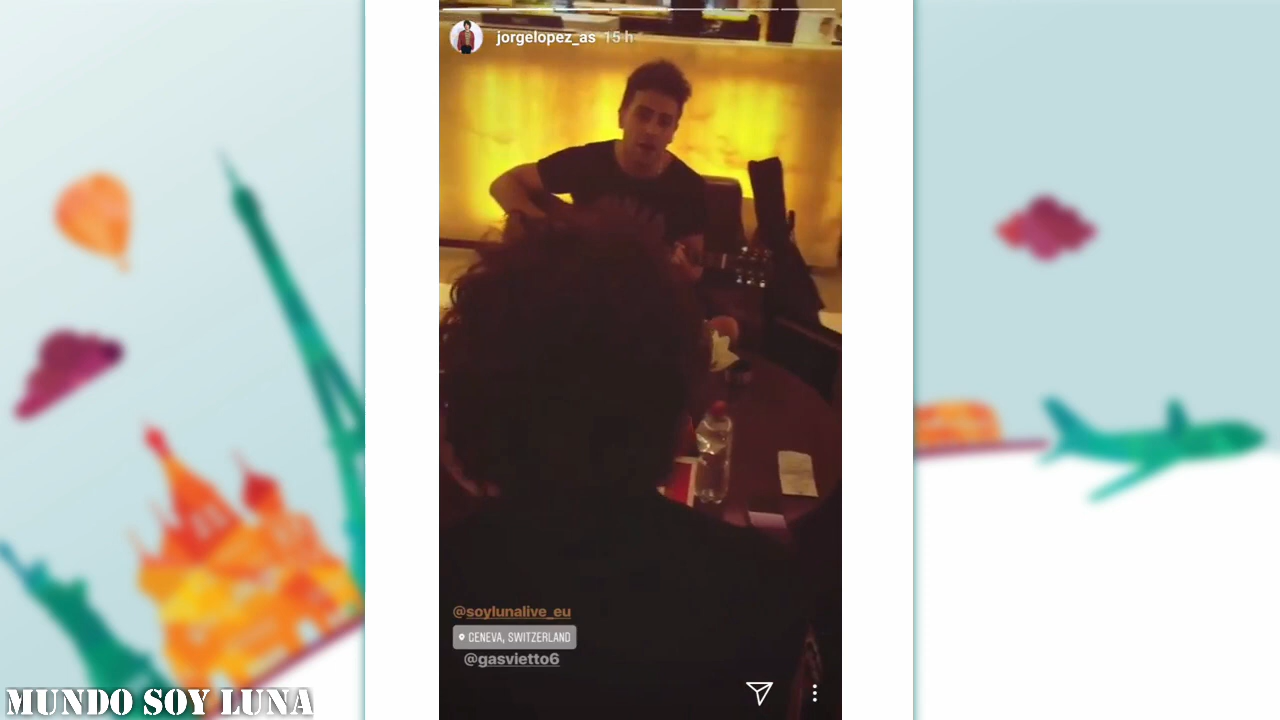 jorgelopez_as 15 h
@soylunalive_eu
GENEVA, SWITZERLAND
@gasvietto6
MUNDO SOY LUNA